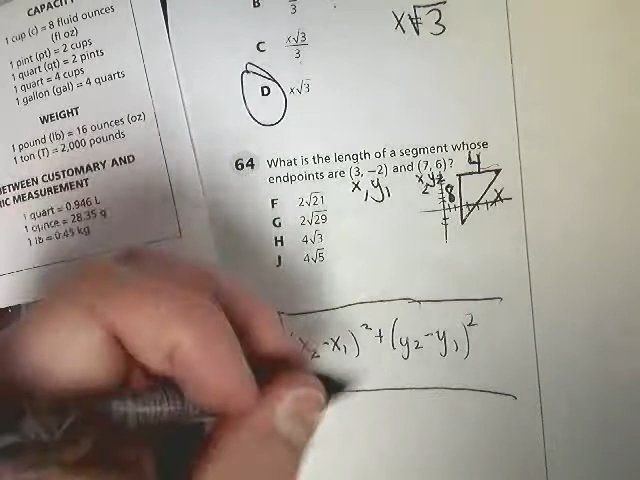 CAPACITY
1 cup (c) = 8 fluid ounces
(fl oz)
1 pint (pt) = 2 cups
1 quart (qt) = 2 pints
1 quart = 4 cups
1 gallon (gal) = 4 quarts
WEIGHT
1 pound (lb) = 16 ounces (oz)
1 ton (T) = 2,000 pounds
ETWEEN CUSTOMARY AND
IC MEASUREMENT
1 quart = 0.946 L
1 ounce = 28.35 g
1 lb = 0.45 kg
B
3
C x√3/3
D x√3
x√3
64 What is the length of a segment whose
endpoints are (3, −2) and (7, 6)?
x₁ y₁ x₂ y₂
4
8
x
F 2√21
G 2√29
H 4√3
J 4√5
x₂-x₁)² + (y₂-y₁)²